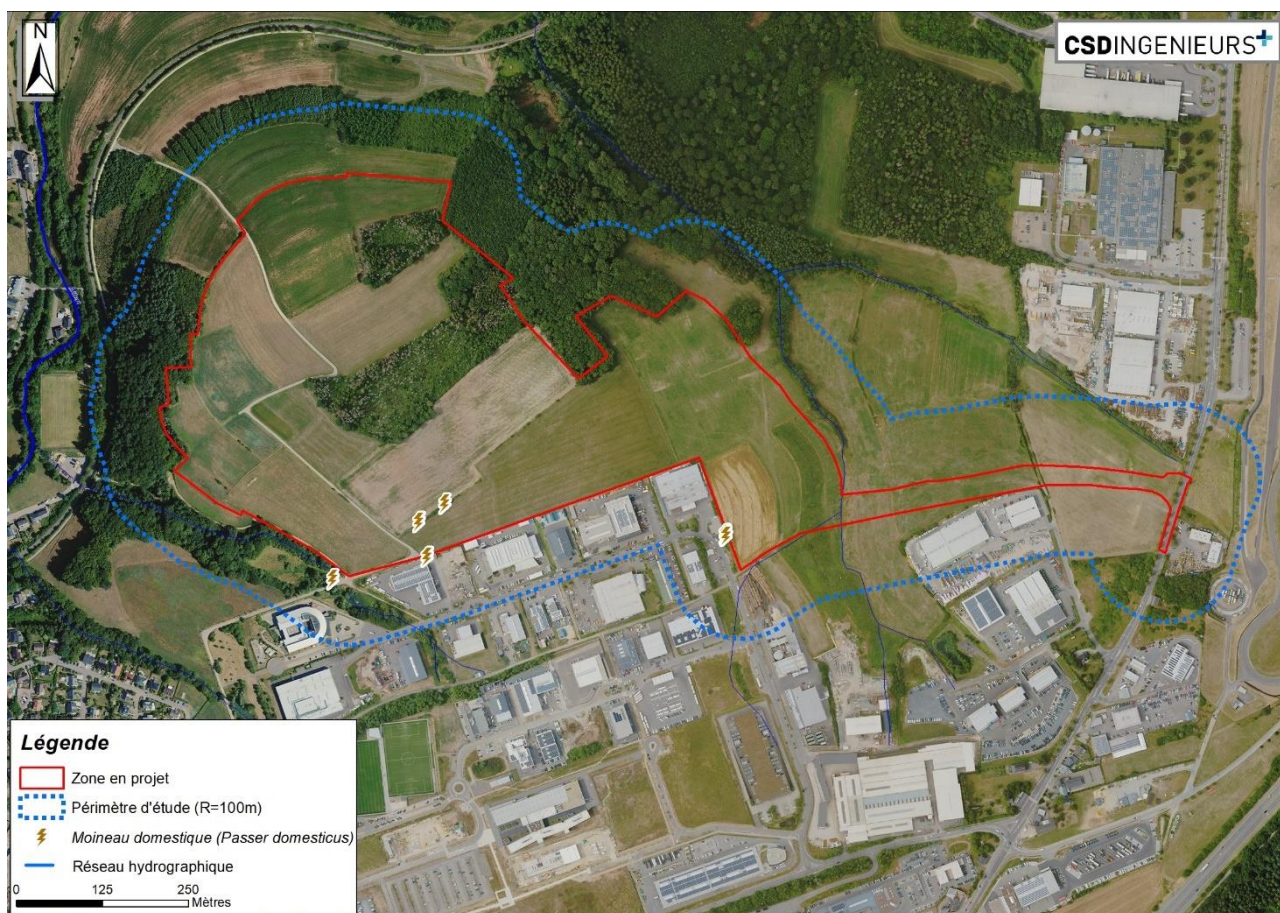 N
CSDINGENIEURS+
Légende
Zone en projet
Périmètre d'étude (R=100m)
Moineau domestique (Passer domesticus)
Réseau hydrographique
0 125 250
Mètres